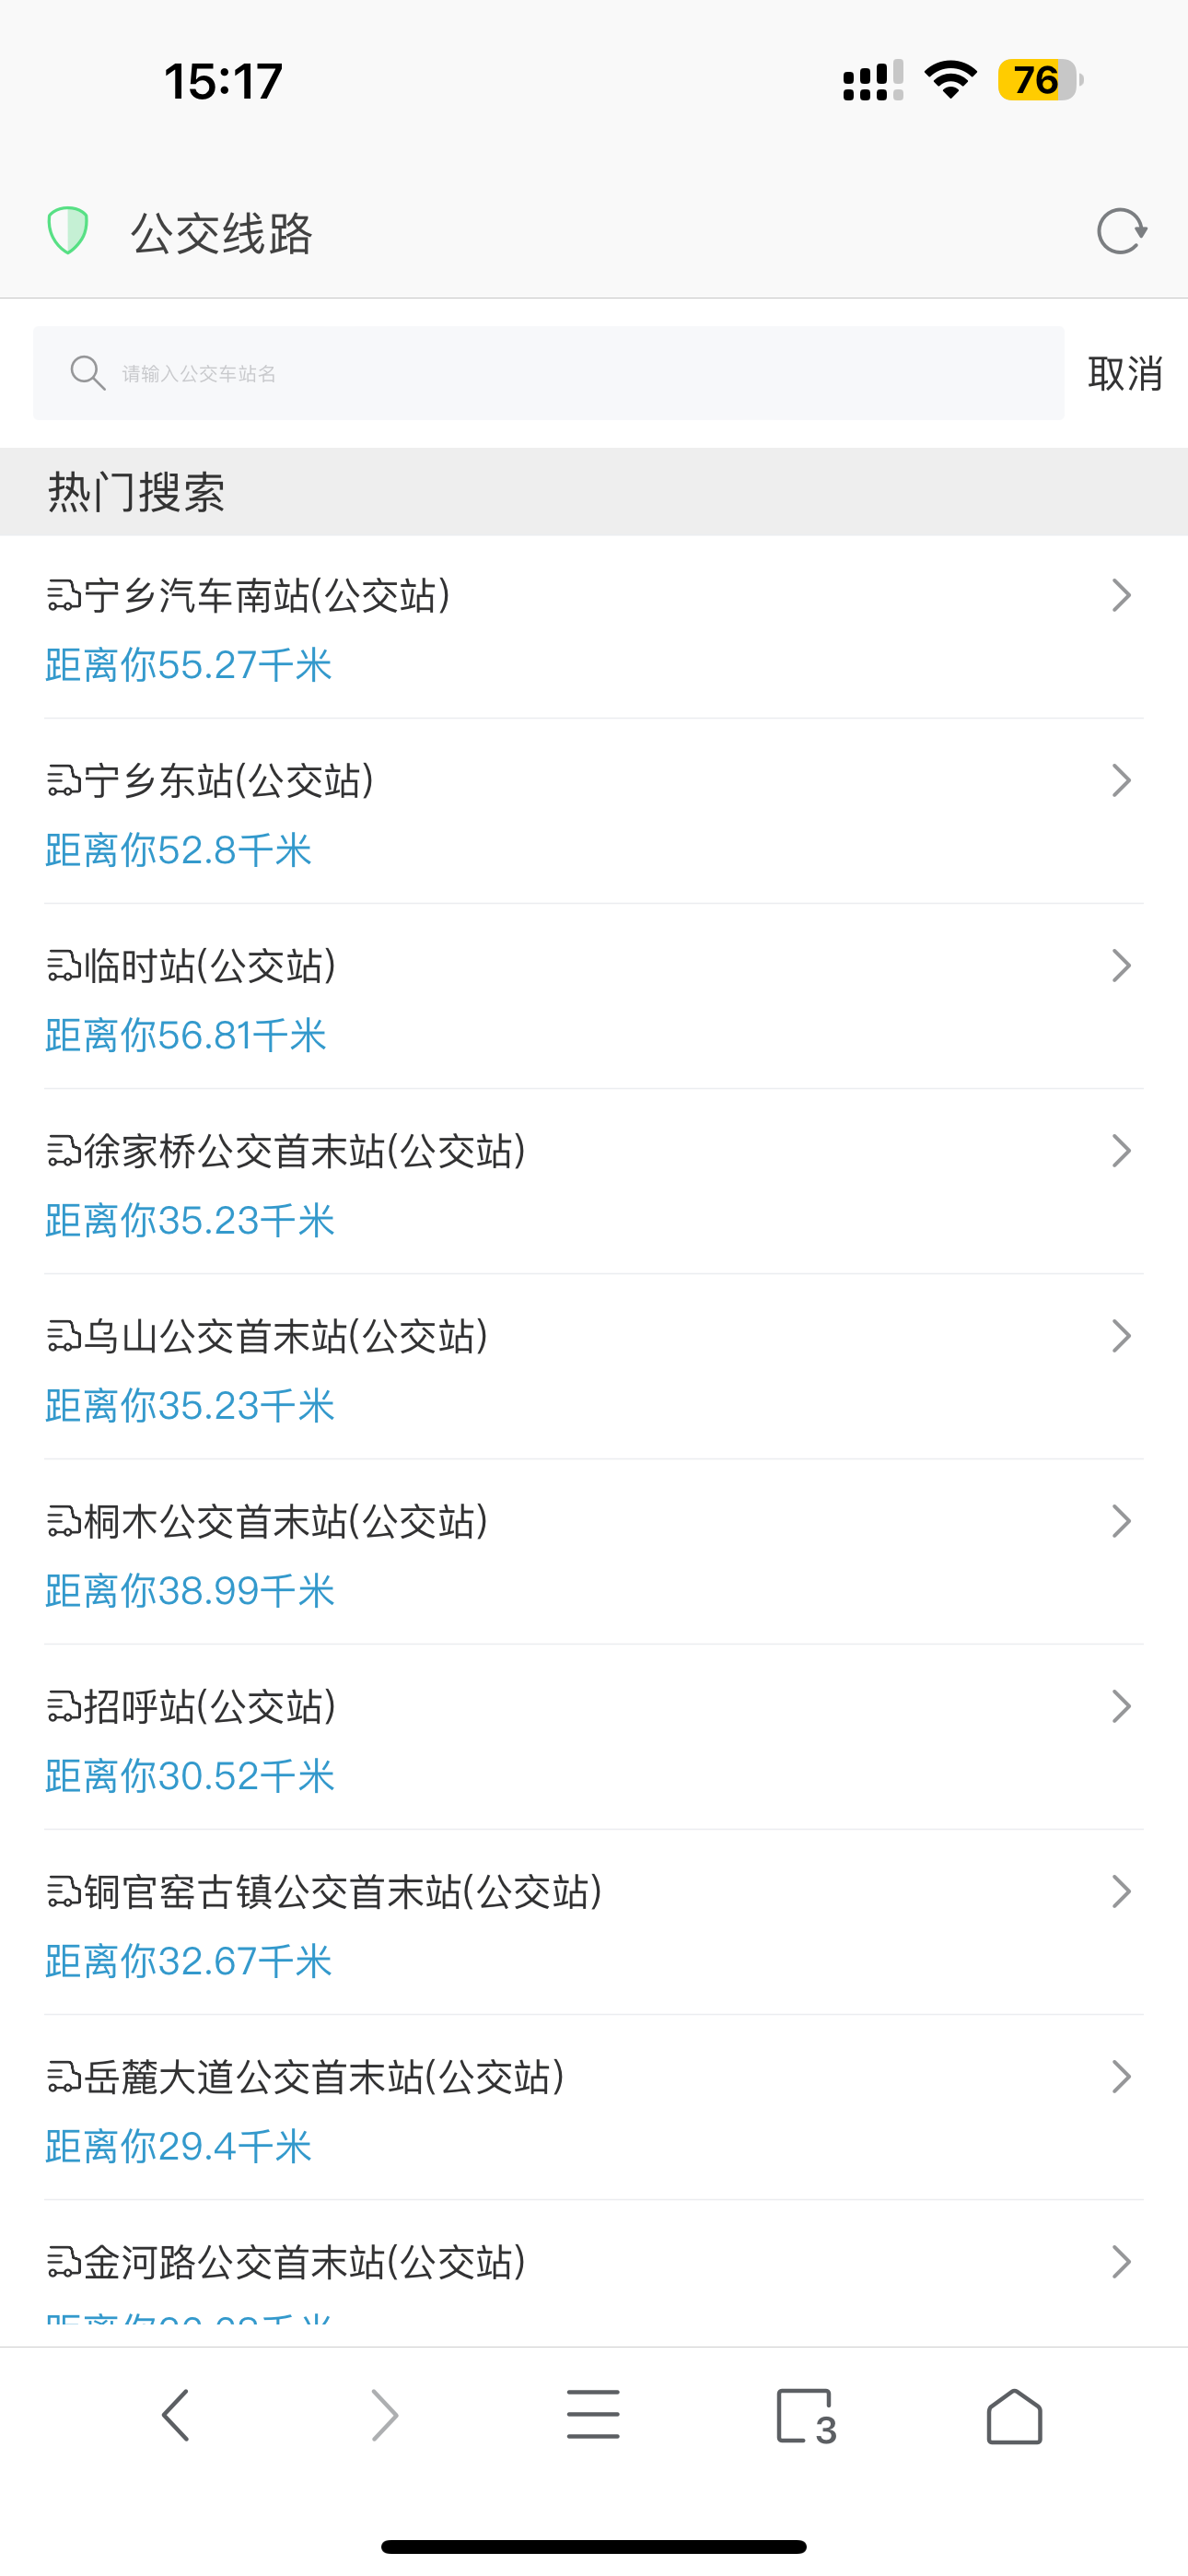 15:17
76
公交线路
请输入公交车站名
取消
热门搜索
宁乡汽车南站(公交站)
距离你55.27千米
宁乡东站(公交站)
距离你52.8千米
临时站(公交站)
距离你56.81千米
徐家桥公交首末站(公交站)
距离你35.23千米
乌山公交首末站(公交站)
距离你35.23千米
桐木公交首末站(公交站)
距离你38.99千米
招呼站(公交站)
距离你30.52千米
铜官窑古镇公交首末站(公交站)
距离你32.67千米
岳麓大道公交首末站(公交站)
距离你29.4千米
金河路公交首末站(公交站)
3